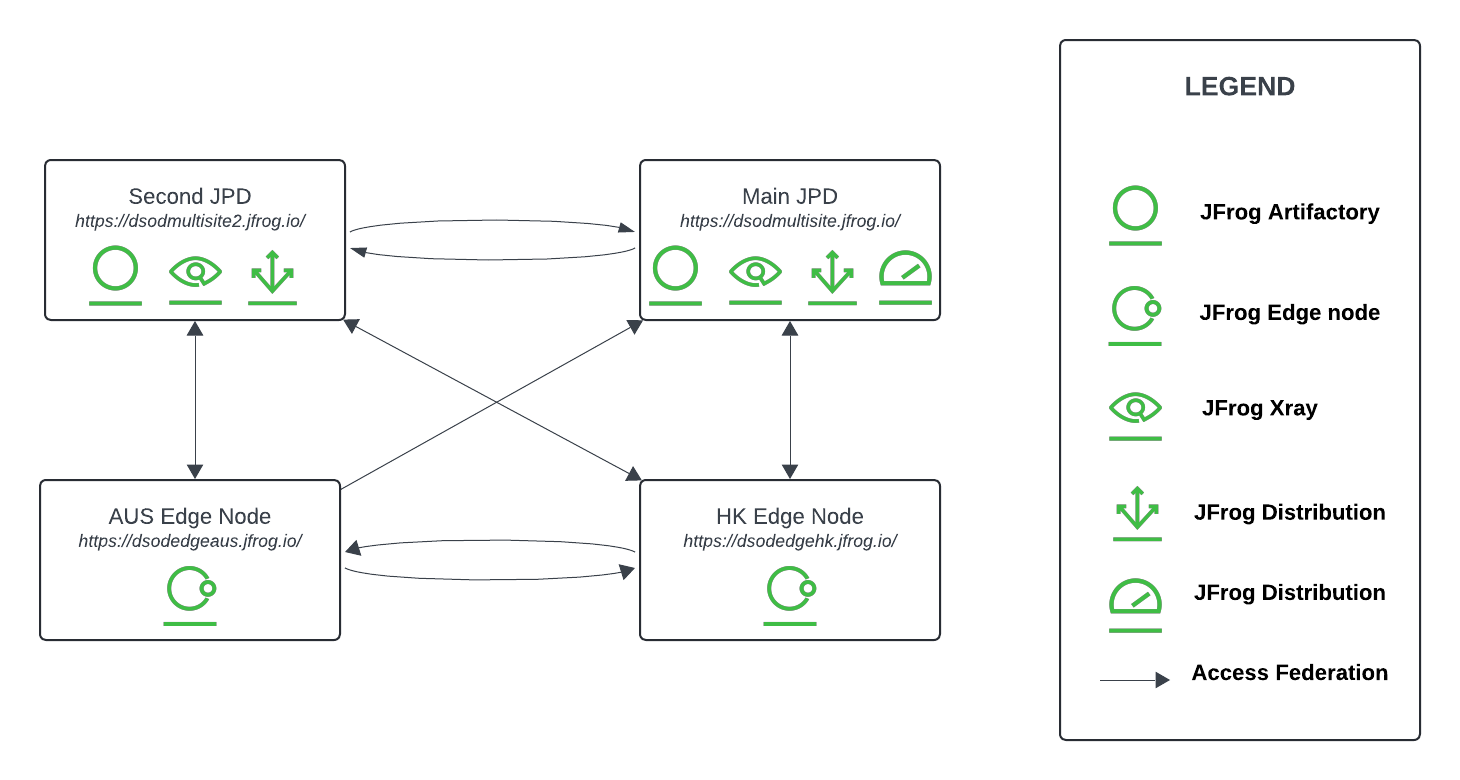 LEGEND
Second JPD
https://dsodmultisite2.jfrog.io/
Main JPD
https://dsodmultisite.jfrog.io/
AUS Edge Node
https://dsodedgeaus.jfrog.io/
HK Edge Node
https://dsodedgehk.jfrog.io/
JFrog Artifactory
JFrog Edge node
JFrog Xray
JFrog Distribution
JFrog Distribution
Access Federation